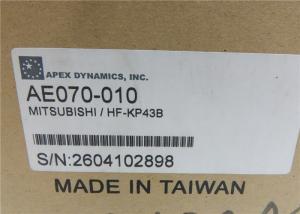 APEX DYNAMICS, INC.
AE070-010
MITSUBISHI / HF-KP43B
S/N:2604102898
MADE IN TAIWAN